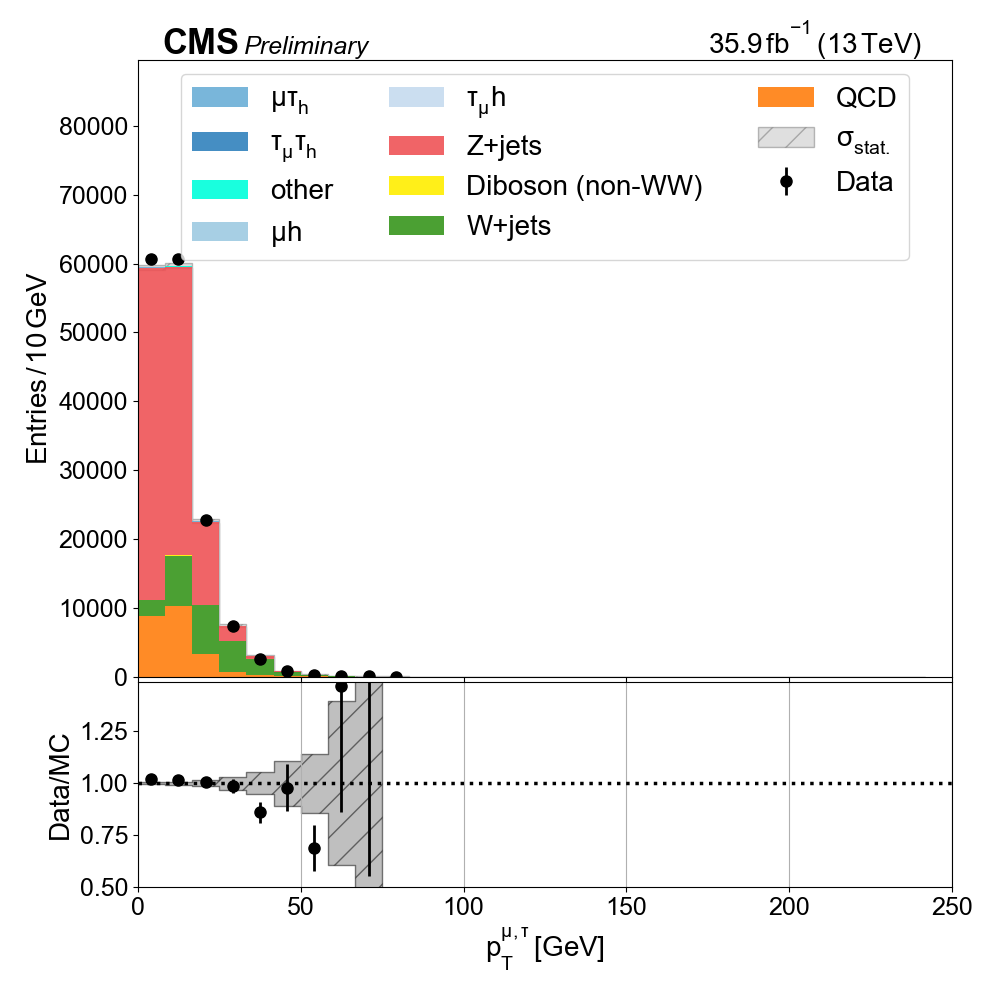 CMS Preliminary 35.9 fb⁻¹ (13 TeV)
μτh τμh QCD
τμτh Z+jets σstat.
other Diboson (non-WW) Data
μh W+jets
Entries / 10 GeV
80000
70000
60000
50000
40000
30000
20000
10000
0
Data/MC
1.25
1.00
0.75
0.50
0 50 100 150 200 250
pT^μ, τ [GeV]